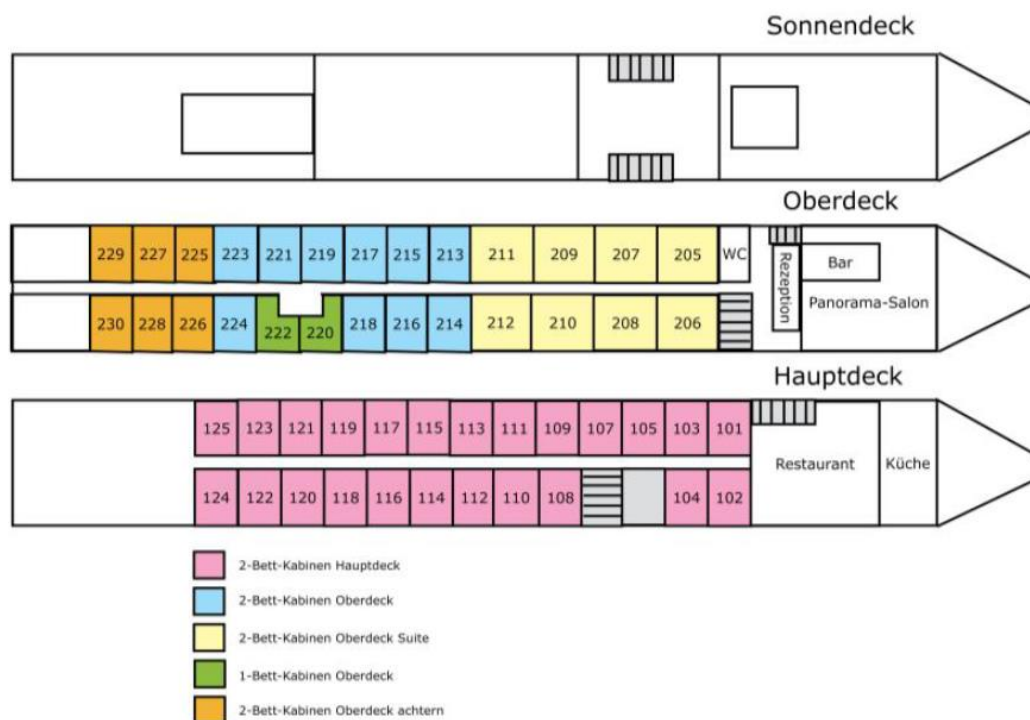 Sonnendeck
Oberdeck
229 227 225 223 221 219 217 215 213 211 209 207 205 WC
Rezeption
Bar
Panorama-Salon
230 228 226 224 222 220 218 216 214 212 210 208 206
Hauptdeck
125 123 121 119 117 115 113 111 109 107 105 103 101
Restaurant
Küche
124 122 120 118 116 114 112 110 108 104 102
2-Bett-Kabinen Hauptdeck
2-Bett-Kabinen Oberdeck
2-Bett-Kabinen Oberdeck Suite
1-Bett-Kabinen Oberdeck
2-Bett-Kabinen Oberdeck achtern